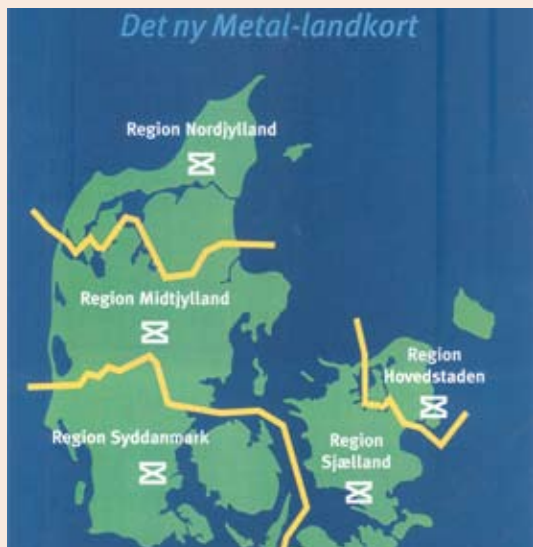 Det ny Metal-landkort
Region Nordjylland
Region Midtjylland
Region
Hovedstaden
Region Syddanmark
Region
Sjælland